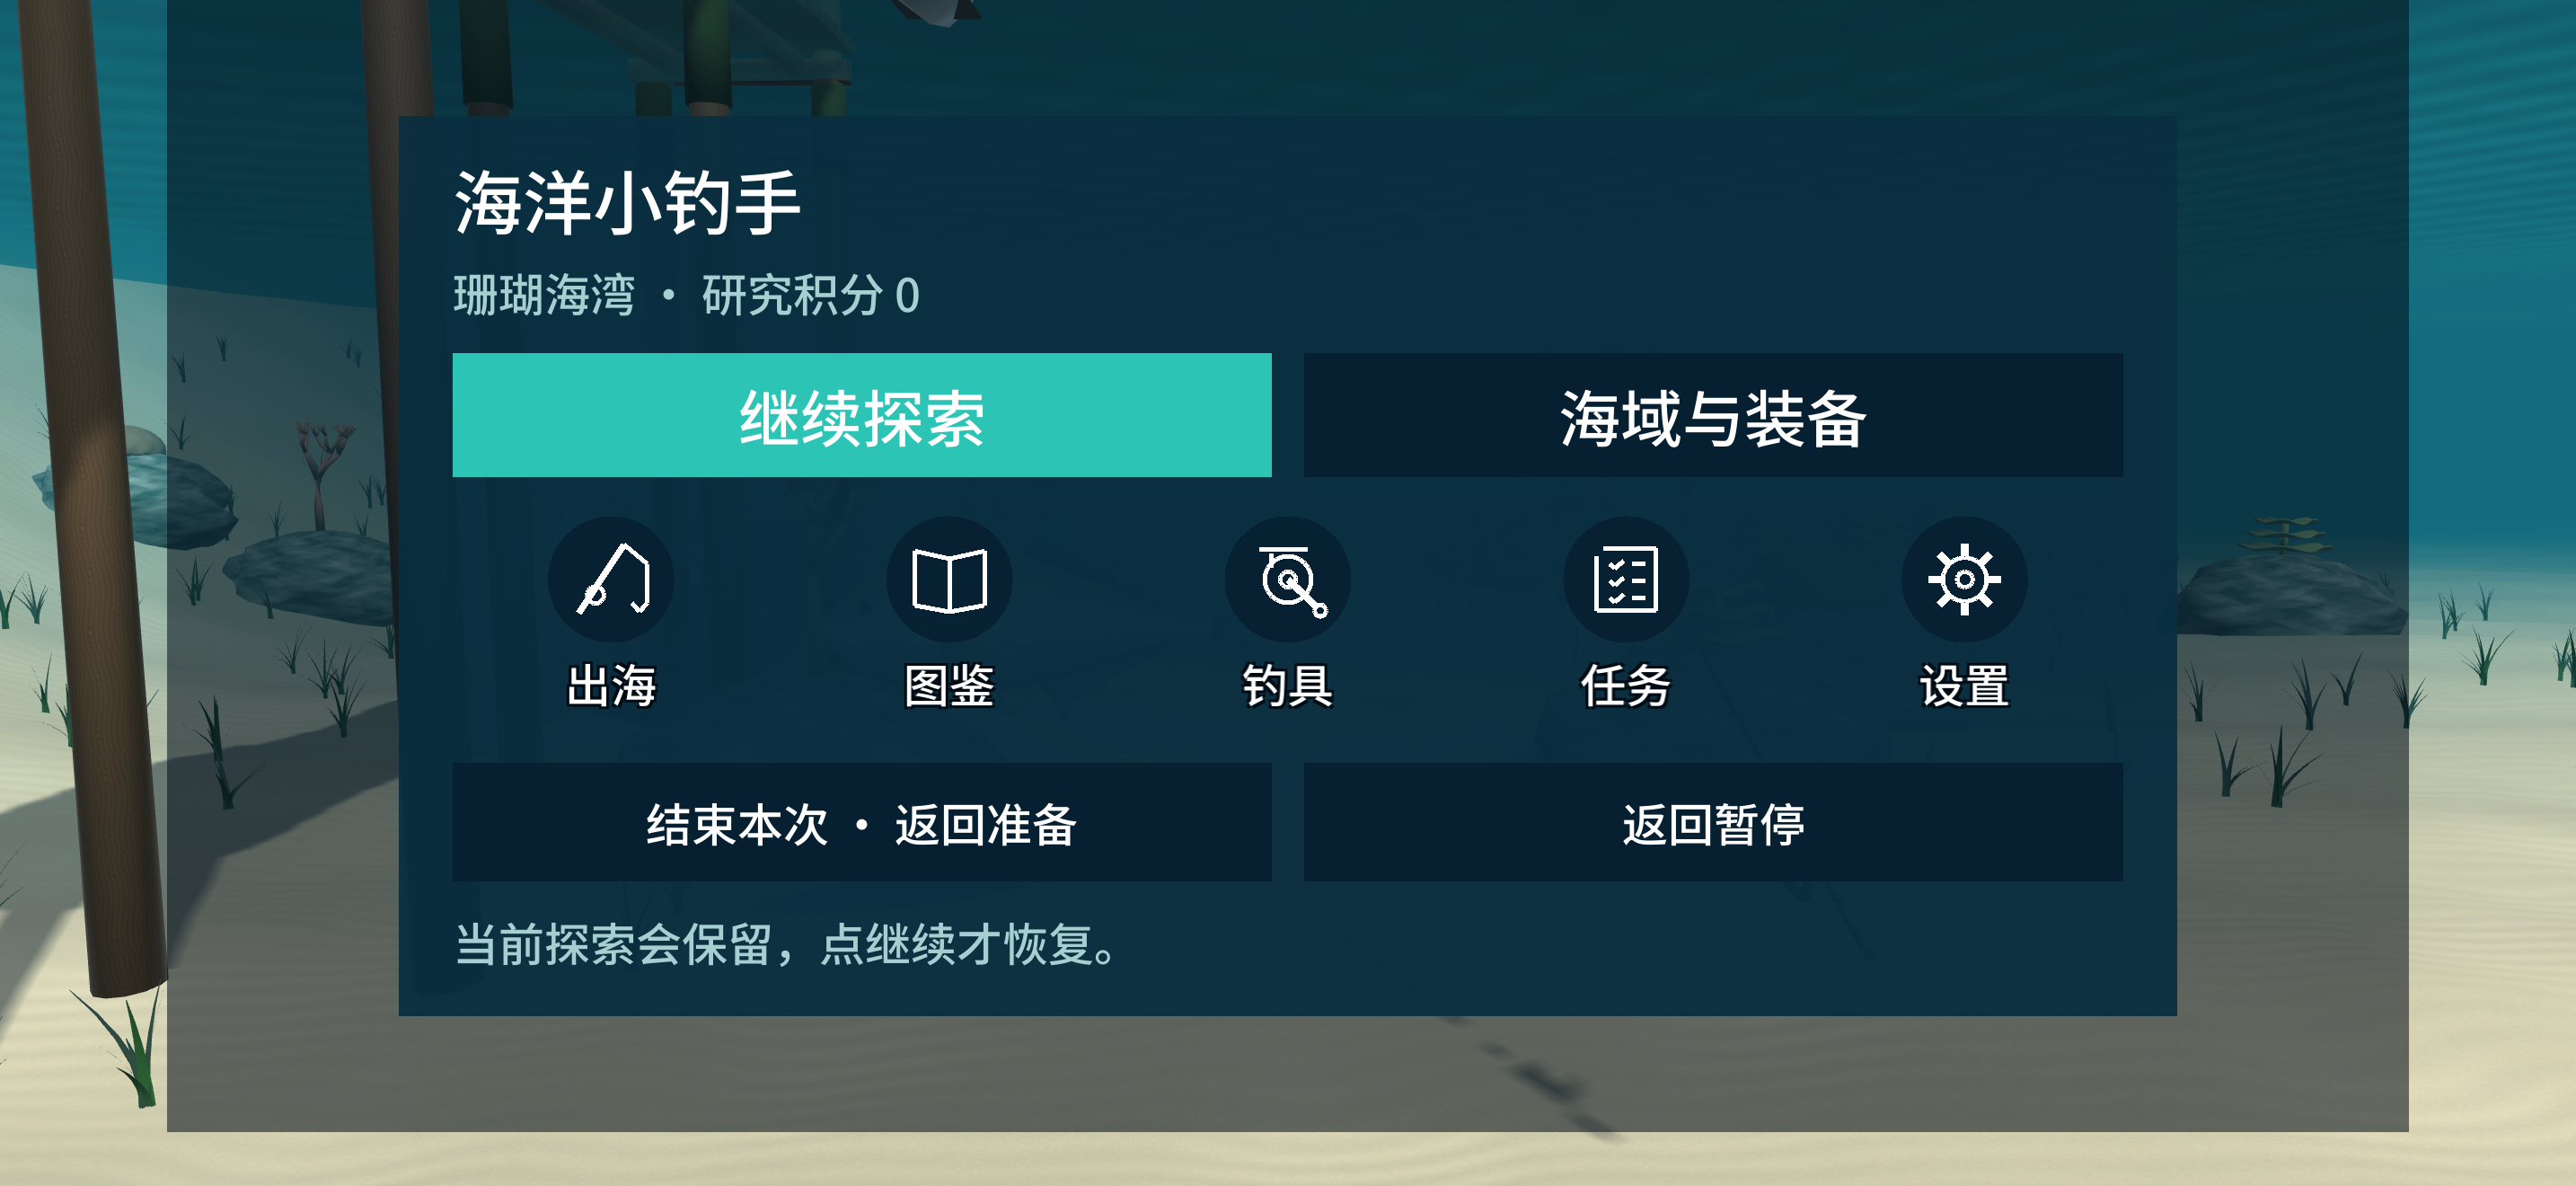 海洋小钓手
珊瑚海湾 · 研究积分 0
继续探索
海域与装备
出海
图鉴
钓具
任务
设置
结束本次 · 返回准备
返回暂停
当前探索会保留，点继续才恢复。